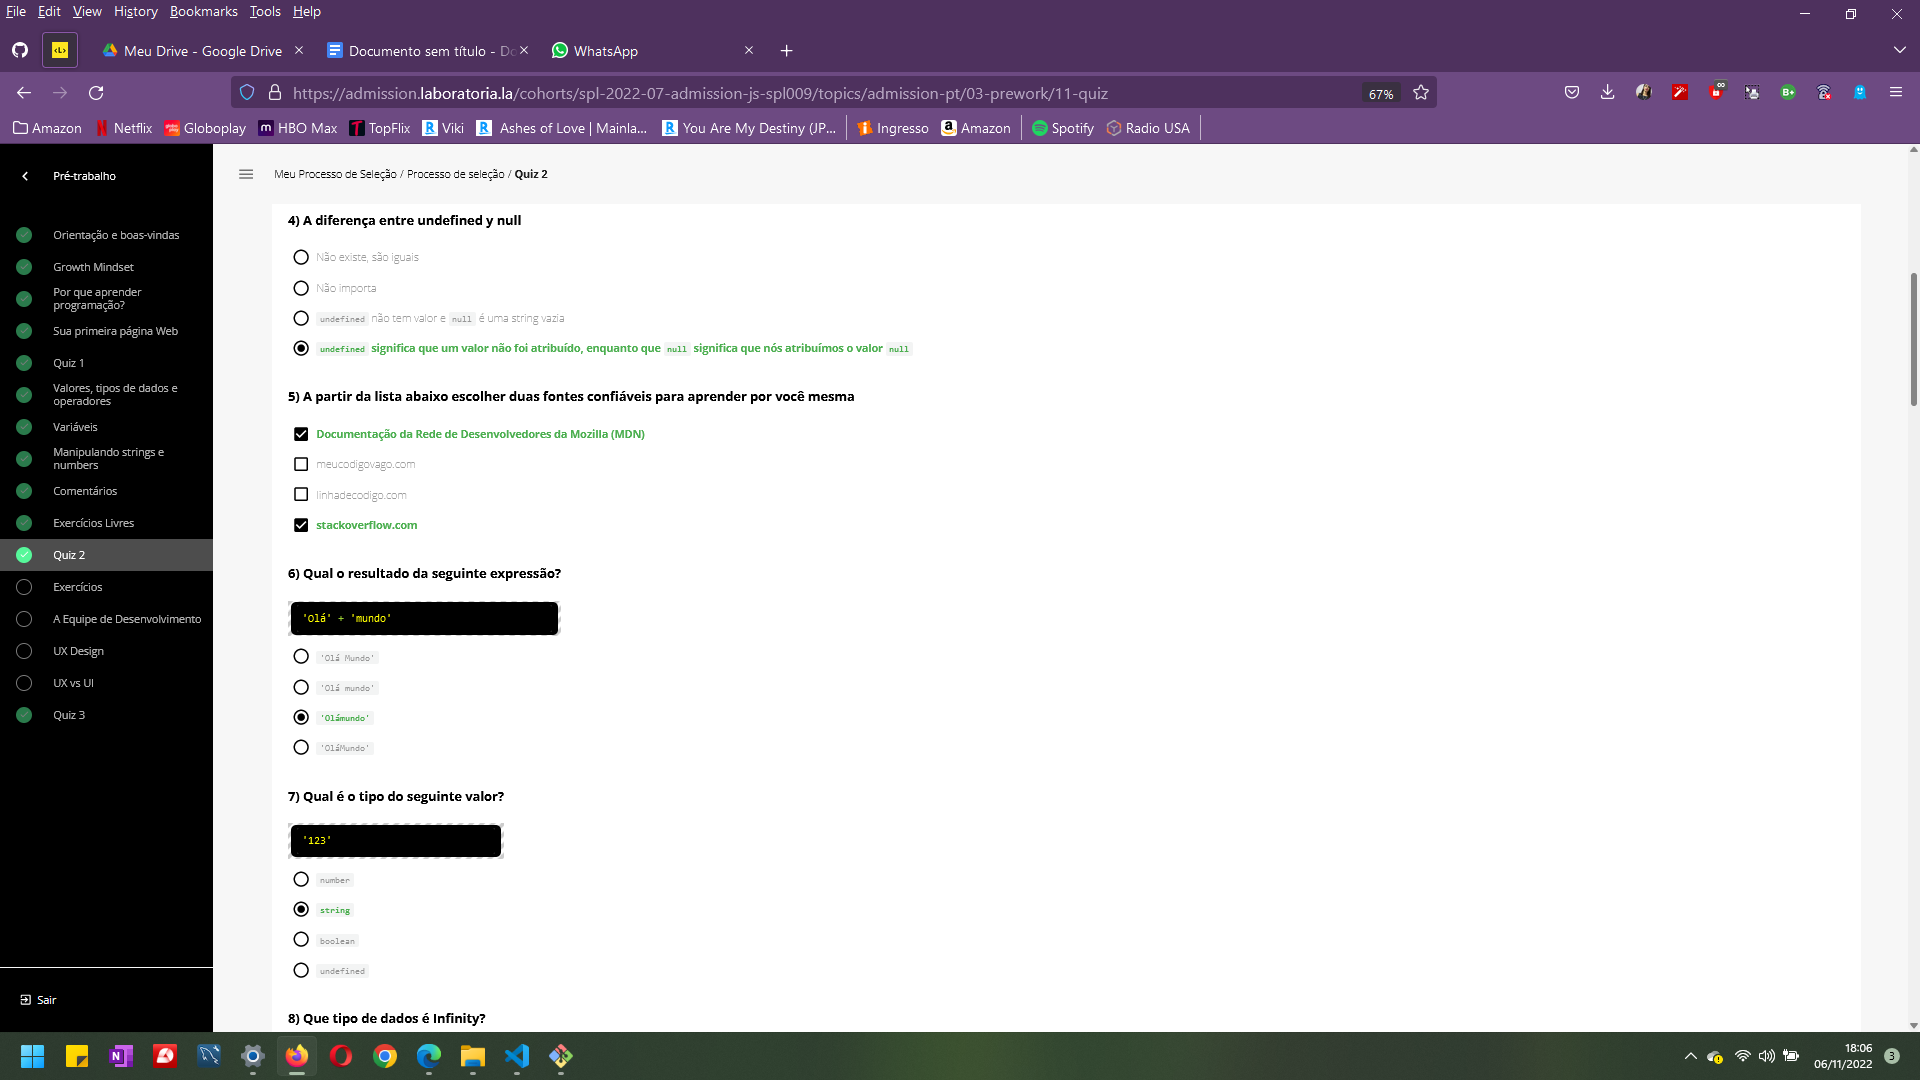 File Edit View History Bookmarks Tools Help
Meu Drive - Google Drive
Documento sem título - Do
WhatsApp
https://admission.laboratoria.la/cohorts/spl-2022-07-admission-js-spl009/topics/admission-pt/03-prework/11-quiz
67%
Amazon Netflix Globoplay HBO Max TopFlix Viki Ashes of Love | Mainla... You Are My Destiny (JP... Ingresso Amazon Spotify Radio USA
Pré-trabalho
Orientação e boas-vindas
Growth Mindset
Por que aprender
programação?
Sua primeira página Web
Quiz 1
Valores, tipos de dados e
operadores
Variáveis
Manipulando strings e
numbers
Comentários
Exercícios Livres
Quiz 2
Exercícios
A Equipe de Desenvolvimento
UX Design
UX vs UI
Quiz 3
Sair
Meu Processo de Seleção / Processo de seleção / Quiz 2
4) A diferença entre undefined y null
Não existe, são iguais
Não importa
undefined não tem valor e null é uma string vazia
undefined significa que um valor não foi atribuído, enquanto que null significa que nós atribuímos o valor null
5) A partir da lista abaixo escolher duas fontes confiáveis para aprender por você mesma
Documentação da Rede de Desenvolvedores da Mozilla (MDN)
meucodigovago.com
linhadecodigo.com
stackoverflow.com
6) Qual o resultado da seguinte expressão?
'Olá' + 'mundo'
'Olá Mundo'
'Olá mundo'
'Olámundo'
'OláMundo'
7) Qual é o tipo do seguinte valor?
'123'
number
string
boolean
undefined
8) Que tipo de dados é Infinity?
18:06
06/11/2022
3